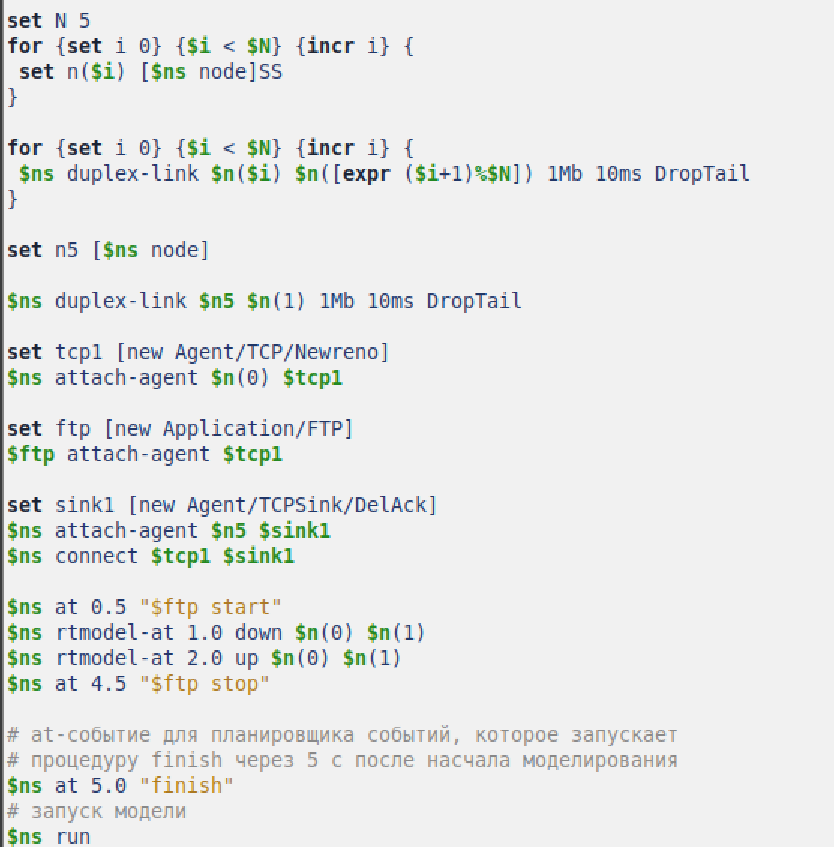 set N 5
for {set i 0} {$i < $N} {incr i} {
 set n($i) [$ns node]SS
}

for {set i 0} {$i < $N} {incr i} {
 $ns duplex-link $n($i) $n([expr ($i+1)%$N]) 1Mb 10ms DropTail
}

set n5 [$ns node]

$ns duplex-link $n5 $n(1) 1Mb 10ms DropTail

set tcp1 [new Agent/TCP/Newreno]
$ns attach-agent $n(0) $tcp1

set ftp [new Application/FTP]
$ftp attach-agent $tcp1

set sink1 [new Agent/TCPSink/DelAck]
$ns attach-agent $n5 $sink1
$ns connect $tcp1 $sink1

$ns at 0.5 "$ftp start"
$ns rtmodel-at 1.0 down $n(0) $n(1)
$ns rtmodel-at 2.0 up $n(0) $n(1)
$ns at 4.5 "$ftp stop"

# at-событие для планировщика событий, которое запускает
# процедуру finish через 5 с после насчала моделирования
$ns at 5.0 "finish"
# запуск модели
$ns run